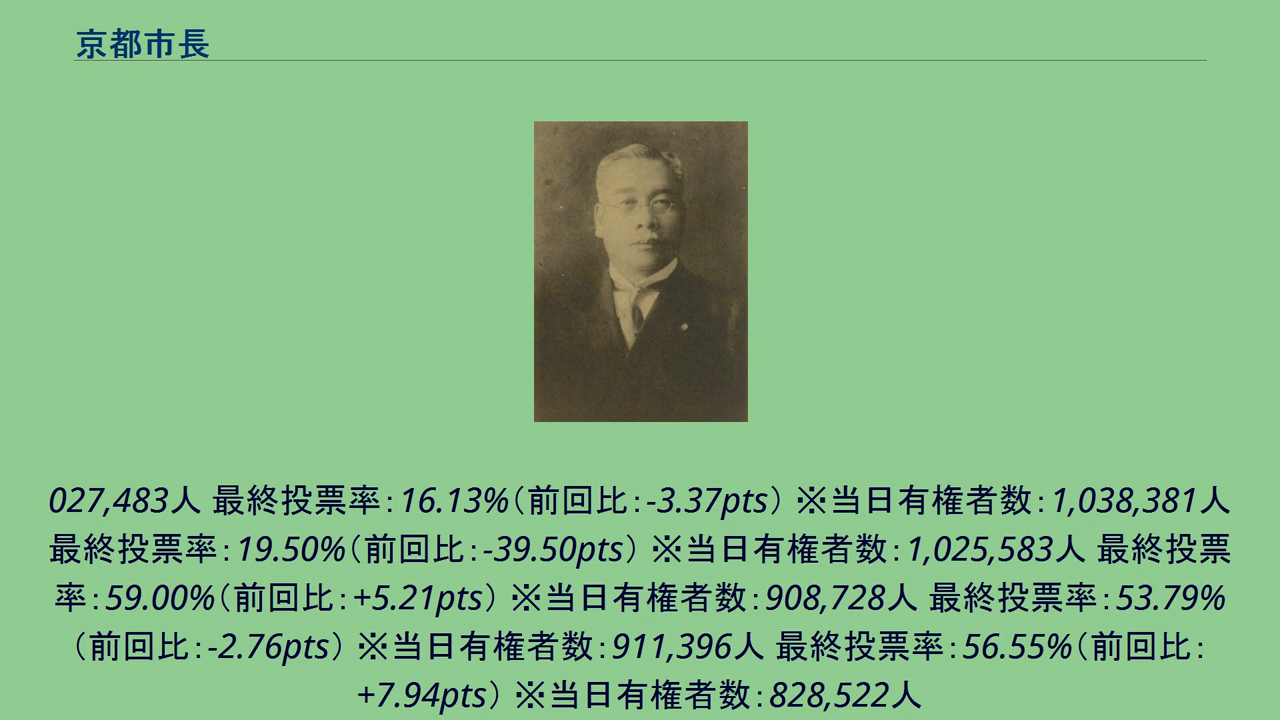 京都市長
027,483人 最終投票率：16.13%（前回比：-3.37pts） ※当日有権者数：1,038,381人
最終投票率：19.50%（前回比：-39.50pts） ※当日有権者数：1,025,583人 最終投票
率：59.00%（前回比：+5.21pts） ※当日有権者数：908,728人 最終投票率：53.79%
（前回比：-2.76pts） ※当日有権者数：911,396人 最終投票率：56.55%（前回比：
+7.94pts） ※当日有権者数：828,522人